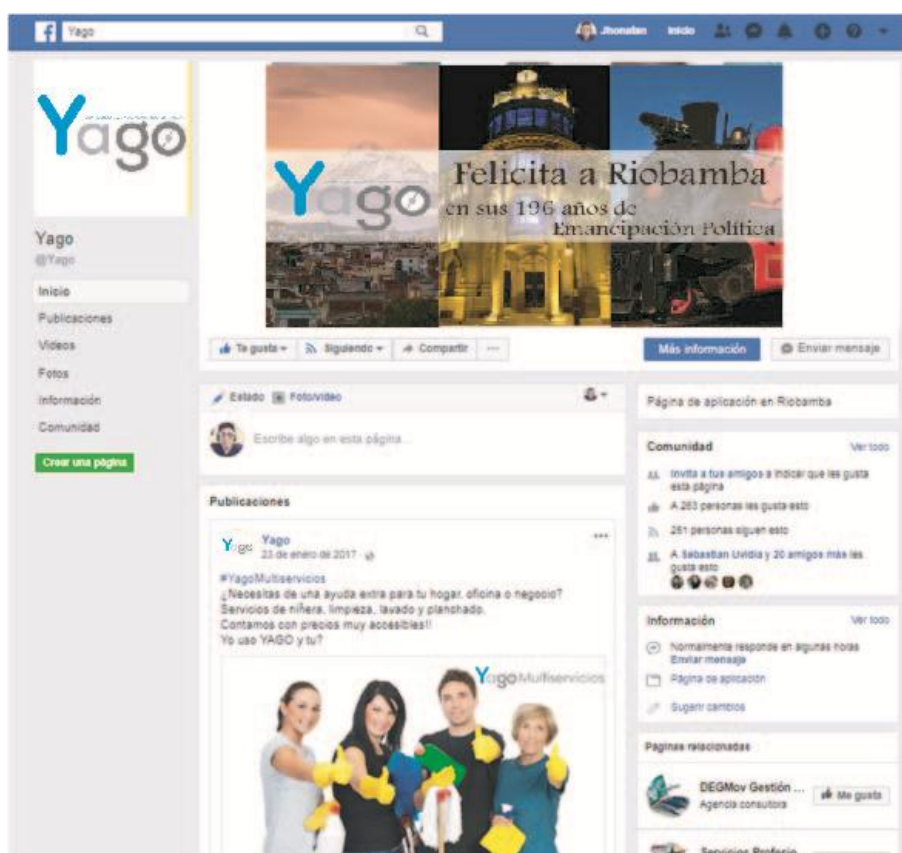 Yago
Jhonatan Inicio
Yago
Yago
Felicita a Riobamba
en sus 196 años de
Emancipación Política
Yago
@Yago
Inicio
Publicaciones
Videos
Fotos
Información
Comunidad
Crear una página
Te gusta Siguiendo Compartir ...
Más información Enviar mensaje
Estado Foto/video
Escribe algo en esta página...
Publicaciones
Yago
Yago
23 de enero de 2017
#YagoMultiservicios
¿Necesitas de una ayuda extra para tu hogar, oficina o negocio?
Servicios de niñera, limpieza, lavado y planchado.
Contamos con precios muy accesibles!!
Yo uso YAGO y tu?
Yago Multiservicios
Página de aplicación en Riobamba
Comunidad Ver todo
Invita a tus amigos a indicar que les gusta
esta página
A 263 personas les gusta esto
261 personas siguen esto
A Sebastian Uvidia y 20 amigos más les
gusta esto
Información Ver todo
Normalmente responde en algunas horas
Enviar mensaje
Página de aplicación
Sugerir cambios
Páginas relacionadas
DEGMov Gestión ...
Agencia consultora
Me gusta
Servicios Profesio...